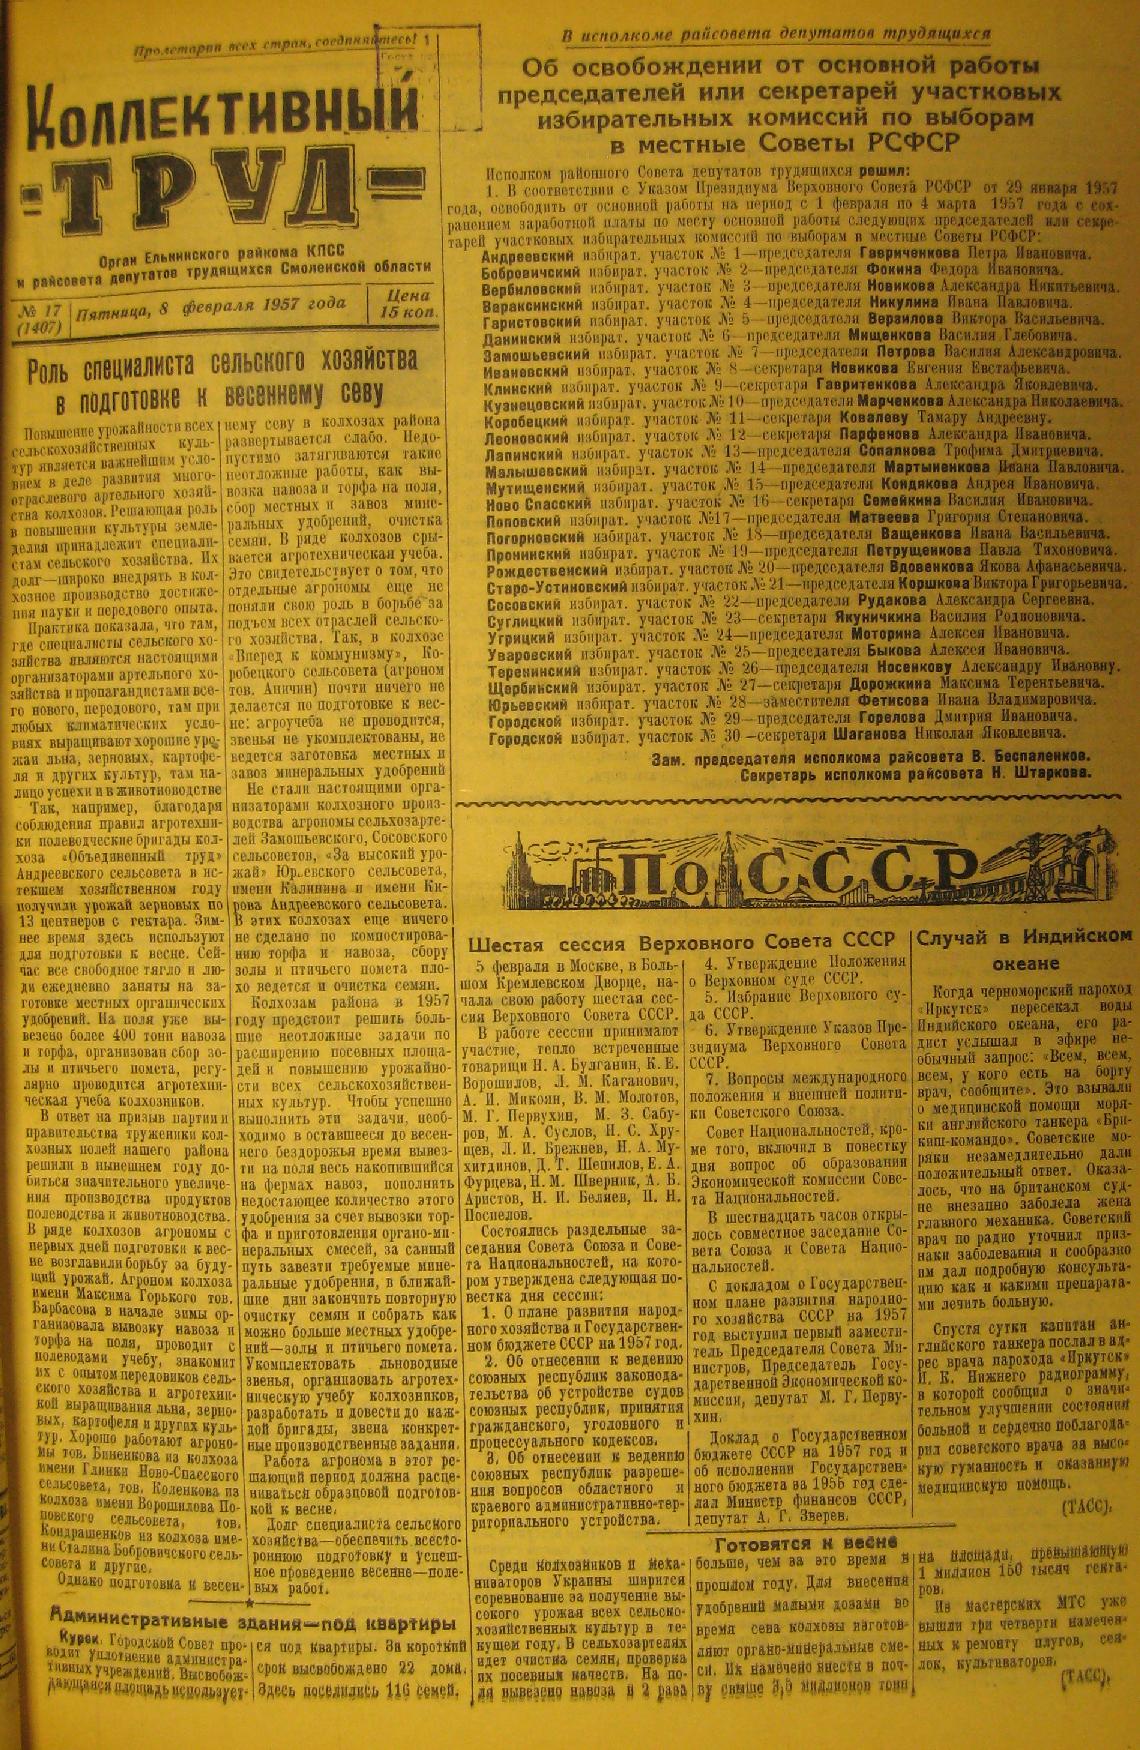 Пролетарии всех стран, соединяйтесь!
Коллективный
ТРУД
Орган Ельнинского райкома КПСС
и райсовета депутатов трудящихся Смоленской области
№ 17
(1407)
Пятница, 8 февраля 1957 года
Цена
15 коп.
Роль специалиста сельского хозяйства
в подготовке к весеннему севу
Повышение урожайности всех
сельскохозяйственных куль-
тур является важнейшим усло-
вием в деле развития много-
отраслевого артельного хозяй-
ства колхозов. Решающая роль
в повышении культуры земле-
делия принадлежит специали-
стам сельского хозяйства. Их
долг—широко внедрять в кол-
хозное производство достиже-
ния науки и передового опыта.
Практика показала, что там,
где специалисты сельского хо-
зяйства являются настоящими
организаторами артельного хо-
зяйства и пропагандистами все-
го нового, передового, там при
любых климатических усло-
виях выращивают хорошие уро-
жаи льна, зерновых, картофе-
ля и других культур, там на-
лицо успехи и в животноводстве
Так, например, благодаря
соблюдения правил агротехни-
ки полеводческие бригады кол-
хоза «Объединенный труд»
Андреевского сельсовета в ис-
текшем хозяйственном году
получили урожай зерновых по
13 центнеров с гектара. Зим-
нее время здесь используют
для подготовки к весне. Сей-
час все свободное тягло и лю-
ди ежедневно заняты на за-
готовке местных органических
удобрений. На поля уже вы-
везено более 400 тонн навоза
и торфа, организован сбор зо-
лы и птичьего помета, регу-
лярно проводится агротехни-
ческая учеба колхозников.
В ответ на призыв партии и
правительства труженики кол-
хозных полей нашего района
решили в нынешнем году до-
биться значительного увеличе-
ния производства продуктов
полеводства и животноводства.
В ряде колхозов агрономы с
первых дней подготовки к вес-
не возглавили борьбу за буду-
щий урожай. Агроном колхоза
имени Максима Горького тов.
Барбасова в начале зимы ор-
ганизовала вывозку навоза и
торфа на поля, проводит с
полеводами учебу, знакомит
их с опытом передовиков сель-
ского хозяйства и агротехни-
кой выращивания льна, зерно-
вых, картофеля и других куль-
тур. Хорошо работают агроно-
мы тов. Биненкова из колхоза
имени Глинки Ново-Спасского
сельсовета, тов. Коленкова из
колхоза имени Ворошилова По-
повского сельсовета, тов.
Кондрашенков из колхоза име-
ни Сталина Бобровичского сель-
совета и другие.
Однако подготовка к весен-
нему севу в колхозах района
развертывается слабо. Недо-
пустимо затягиваются такие
неотложные работы, как вы-
возка навоза и торфа на поля,
сбор местных и завоз мине-
ральных удобрений, очистка
семян. В ряде колхозов сры-
вается агротехническая учеба.
Это свидетельствует о том, что
отдельные агрономы еще не
поняли свою роль в борьбе за
подъем всех отраслей сельско-
го хозяйства. Так, в колхозе
«Вперед к коммунизму», Ко-
робецкого сельсовета (агроном
тов. Аничин) почти ничего не
делается по подготовке к вес-
не: агроучеба не проводится,
звенья не укомплектованы, не
ведется заготовка местных и
завоз минеральных удобрений
Не стали настоящими орга-
низаторами колхозного произ-
водства агрономы сельхозарте-
лей Замошьевского, Сосовского
сельсоветов, «За высокий уро-
жай» Юрьевского сельсовета,
имени Калинина и имени Ки-
рова Андреевского сельсовета.
В этих колхозах еще ничего
не сделано по компостирова-
нию торфа и навоза, сбору
золы и птичьего помета пло-
хо ведется и очистка семян.
Колхозам района в 1957
году предстоит решить боль-
шие неотложные задачи по
расширению посевных площа-
дей и повышению урожайно-
сти всех сельскохозяйствен-
ных культур. Чтобы успешно
выполнить эти задачи, необ-
ходимо в оставшееся до весен-
него бездорожья время вывез-
ти на поля весь накопившийся
на фермах навоз, пополнить
недостающее количество этого
удобрения за счет вывозки тор-
фа и приготовления органо-ми-
неральных смесей, за санный
путь завезти требуемые мине-
ральные удобрения, в ближай-
шие дни закончить повторную
очистку семян и собрать как
можно больше местных удобре-
ний—золы и птичьего помета.
Укомплектовать льноводные
звенья, организовать агротех-
ническую учебу колхозников,
разработать и довести до каж-
дой бригады, звена конкрет-
ные производственные задания.
Работа агронома в этот ре-
шающий период должна расце-
ниваться образцовой подготов-
кой к весне.
Долг специалиста сельского
хозяйства—обеспечить всесто-
роннюю подготовку и успеш-
ное проведение весенне—поле-
вых работ.
Административные здания—под квартиры
Курск. Городской Совет про-
водит уплотнение администра-
тивных учреждений. Высвобож-
дающаяся площадь использует-
ся под квартиры. За короткий
срок высвобождено 22 дома.
Здесь поселились 116 семей.
В исполкоме райсовета депутатов трудящихся
Об освобождении от основной работы
председателей или секретарей участковых
избирательных комиссий по выборам
в местные Советы РСФСР
Исполком районного Совета депутатов трудящихся решил:
1. В соответствии с Указом Президиума Верховного Совета РСФСР от 29 января 1957
года, освободить от основной работы на период с 1 февраля по 4 марта 1957 года с сох-
ранением заработной платы по месту основной работы следующих председателей или секре-
тарей участковых избирательных комиссий по выборам в местные Советы РСФСР:
Андреевский избират. участок № 1—председателя Гавриченкова Петра Ивановича.
Бобровичский избират. участок № 2—председателя Фокина Федора Ивановича.
Вербиловский избират. участок № 3—председателя Новикова Александра Никитьевича.
Вараксинский избират. участок № 4—председателя Никулина Ивана Павловича.
Гаристовский избират. участок № 5—председателя Верзилова Виктора Васильевича.
Данинский избират. участок № 6—председателя Мищенкова Василия Глебовича.
Замошьевский избират. участок № 7—председателя Петрова Василия Александровича.
Ивановский избират. участок № 8—секретаря Новикова Евгения Евстафьевича.
Клинский избират. участок № 9—секретаря Гавритенкова Александра Яковлевича.
Кузнецовский избират. участок № 10—председателя Марченкова Александра Николаевича.
Коробецкий избират. участок № 11—секретаря Ковалеву Тамару Андреевну.
Леоновский избират. участок № 12—секретаря Парфенова Александра Ивановича.
Лапинский избират. участок № 13—председателя Сопалкова Трофима Дмитриевича.
Малышевский избират. участок № 14—председателя Мартыненкова Ивана Павловича.
Мутищенский избират. участок № 15—председателя Кондякова Андрея Ивановича.
Ново Спасский избират. участок № 16—секретаря Семейкина Василия Ивановича.
Поповский избират. участок №17—председателя Матвеева Григория Степановича.
Погорновский избират. участок № 18—председателя Ващенкова Ивана Васильевича.
Пронинский избират. участок № 19—председателя Петрущенкова Павла Тихоновича.
Рождественский избират. участок № 20—председателя Вдовенкова Якова Афанасьевича.
Старо-Устиновский избират. участок № 21—председателя Коршкова Виктора Григорьевича.
Сосовский избират. участок № 22—председателя Рудакова Александра Сергеевна.
Суглицкий избират. участок № 23—секретаря Якуничкина Василия Родионовича.
Угрицкий избират. участок № 24—председателя Моторина Алексея Ивановича.
Уваровский избират. участок № 25—председателя Быкова Алексея Ивановича.
Теренинский избират. участок № 26—председателя Носенкову Александру Ивановну.
Щербинский избират. участок № 27—секретаря Дорожкина Максима Терентьевича.
Юрьевский избират. участок № 28—заместителя Фетисова Ивана Владимировича.
Городской избират. участок № 29—председателя Горелова Дмитрия Ивановича.
Городской избират. участок № 30—секретаря Шаганова Николая Яковлевича.
Зам. председателя исполкома райсовета В. Беспаленков.
Секретарь исполкома райсовета Н. Штаркова.
По СССР
Шестая сессия Верховного Совета СССР
5 февраля в Москве, в Боль-
шом Кремлевском Дворце, на-
чала свою работу шестая сес-
сия Верховного Совета СССР.
В работе сессии принимают
участие, тепло встреченные
товарищи Н. А. Булганин, К. Е.
Ворошилов, Л. М. Каганович,
А. И. Микоян, В. М. Молотов,
М. Г. Первухин, М. З. Сабу-
ров, М. А. Суслов, Н. С. Хру-
щев, Л. И. Брежнев, Н. А. Му-
хитдинов, Д. Т. Шепилов, Е. А.
Фурцева, Н. М. Шверник, А. Б.
Аристов, Н. И. Беляев, П. Н.
Поспелов.
Состоялись раздельные за-
седания Совета Союза и Сове-
та Национальностей, на кото-
ром утверждена следующая по-
вестка дня сессии:
1. О плане развития народ-
ного хозяйства и Государствен-
ном бюджете СССР на 1957 год.
2. Об отнесении к ведению
союзных республик законода-
тельства об устройстве судов
союзных республик, принятия
гражданского, уголовного и
процессуального кодексов.
3. Об отнесении к ведению
союзных республик разреше-
ния вопросов областного и
краевого административно-тер-
риториального устройства.
4. Утверждение Положения
о Верховном суде СССР.
5. Избрание Верховного су-
да СССР.
6. Утверждение Указов Пре-
зидиума Верховного Совета
СССР.
7. Вопросы международного
положения и внешней полити-
ки Советского Союза.
Совет Национальностей, кро-
ме того, включил в повестку
дня вопрос об образовании
Экономической комиссии Сове-
та Национальностей.
В шестнадцать часов откры-
лось совместное заседание Со-
вета Союза и Совета Нацио-
нальностей.
С докладом о Государствен-
ном плане развития народно-
го хозяйства СССР на 1957
год выступил первый замести-
тель Председателя Совета Ми-
нистров, Председатель Госу-
дарственной Экономической ко-
миссии, депутат М. Г. Перву-
хин.
Доклад о Государственном
бюджете СССР на 1957 год и
об исполнении Государствен-
ного бюджета за 1955 год сде-
лал Министр финансов СССР,
депутат А. Г. Зверев.
Случай в Индийском
океане
Когда черноморский пароход
«Иркутск» пересекал воды
Индийского океана, его ра-
дист услышал в эфире не-
обычный запрос: «Всем, всем,
всем, у кого есть на борту
врач, сообщите». Это взывали
о медицинской помощи моря-
ки английского танкера «Бри-
киш-командо». Советские мо-
ряки незамедлительно дали
положительный ответ. Оказа-
лось, что на британском суд-
не внезапно заболела жена
главного механика. Советский
врач по радио уточнил приз-
наки заболевания и сообразно
им дал подробную консульта-
цию как и какими препарата-
ми лечить больную.
Спустя сутки капитан ан-
глийского танкера послал в ад-
рес врача парохода «Иркутск»
И. К. Нижнего радиограмму,
в которой сообщил о значи-
тельном улучшении состояния
больной и сердечно поблагода-
рил советского врача за высо-
кую гуманность и оказанную
медицинскую помощь.
(ТАСС).
Готовятся к весне
Среди колхозников и меха-
низаторов Украины ширится
соревнование за получение вы-
сокого урожая всех сельско-
хозяйственных культур в те-
кущем году. В сельхозартелях
идет очистка семян, проверка
их посевных качеств. На по-
ля вывезено навоза в 2 раза
больше, чем за это время в
прошлом году. Для внесения
удобрений малыми дозами во
время сева колхозы изготов-
ляют органо-минеральные сме-
си. Их намечено внести в поч-
ву свыше 3,5 миллионов тонн
на площади, превышающую
1 миллион 150 тысяч гекта-
ров.
Из мастерских МТС уже
вышли три четверти намечен-
ных к ремонту плугов, сея-
лок, культиваторов.
(ТАСС).